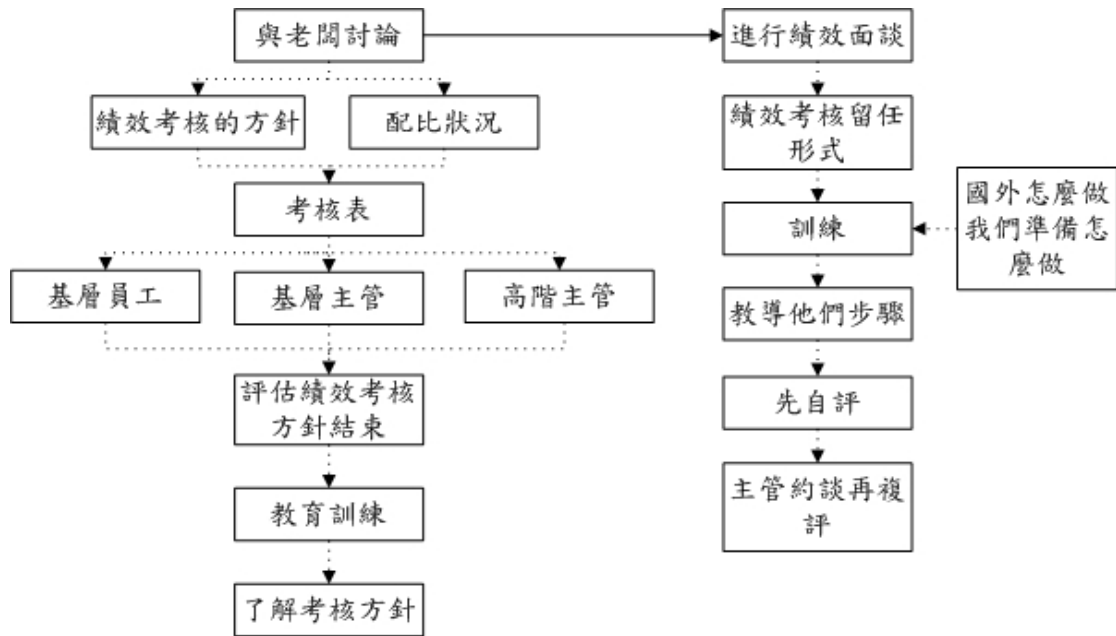 與老闆討論
績效考核的方針
配比狀況
考核表
基層員工
基層主管
高階主管
評估績效考核
方針結束
教育訓練
了解考核方針
進行績效面談
績效考核留任
形式
訓練
國外怎麼做
我們準備怎
麼做
教導他們步驟
先自評
主管約談再複
評